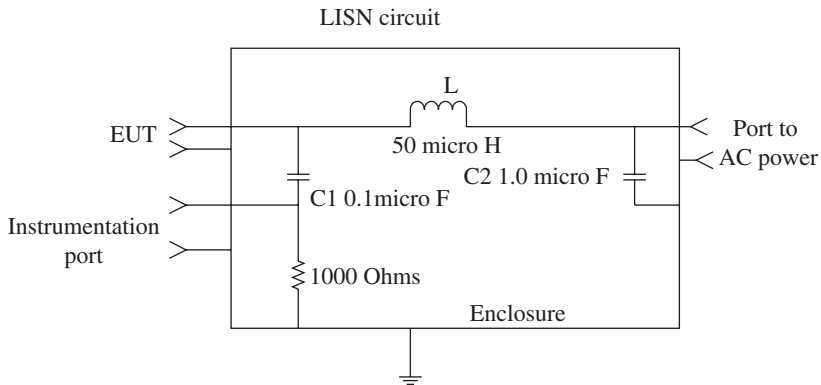 LISN circuit
L
50 micro H
EUT
Port to
AC power
C1 0.1micro F
C2 1.0 micro F
Instrumentation
port
1000 Ohms
Enclosure